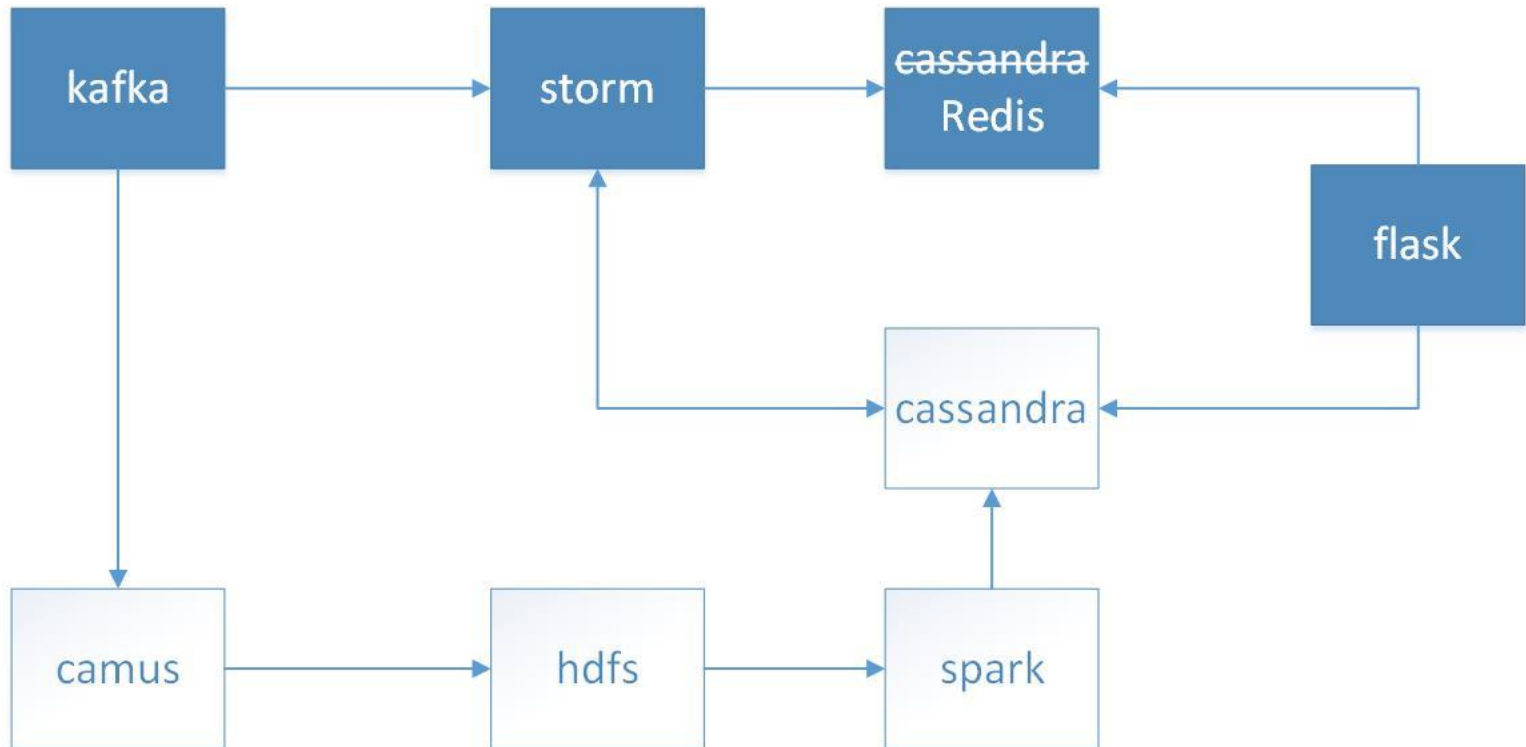 kafka
storm
cassandra
Redis
flask
cassandra
camus
hdfs
spark